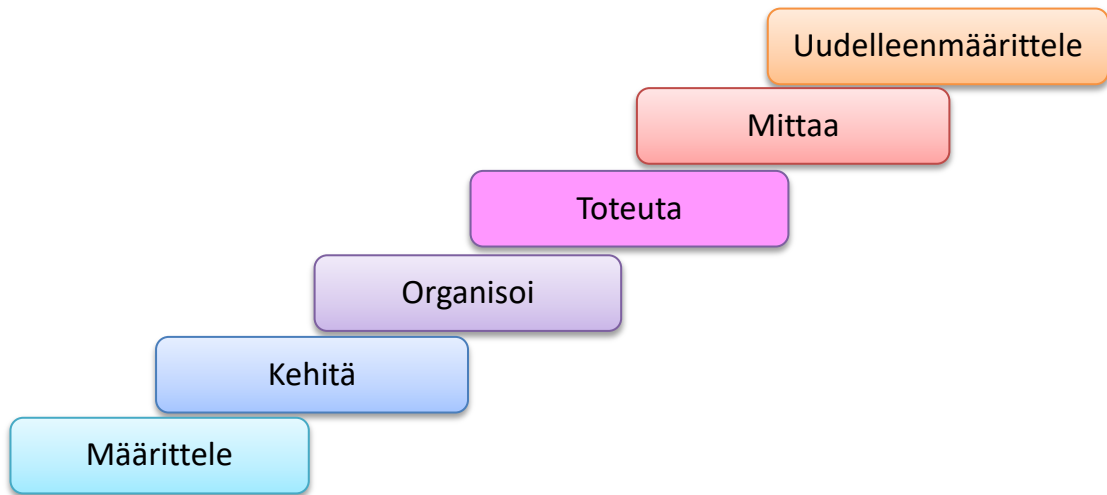 Uudelleenmäärittele
Mittaa
Toteuta
Organisoi
Kehitä
Määrittele